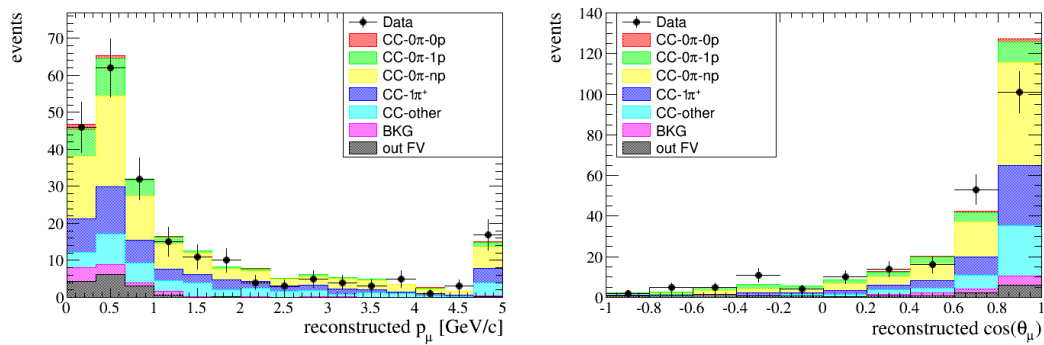 events
70
60
50
40
30
20
10
0
Data
CC-0π-0p
CC-0π-1p
CC-0π-np
CC-1π⁺
CC-other
BKG
out FV
0 0.5 1 1.5 2 2.5 3 3.5 4 4.5 5
reconstructed pμ [GeV/c]
events
140
120
100
80
60
40
20
0
Data
CC-0π-0p
CC-0π-1p
CC-0π-np
CC-1π⁺
CC-other
BKG
out FV
-1 -0.8 -0.6 -0.4 -0.2 0 0.2 0.4 0.6 0.8 1
reconstructed cos(θμ)